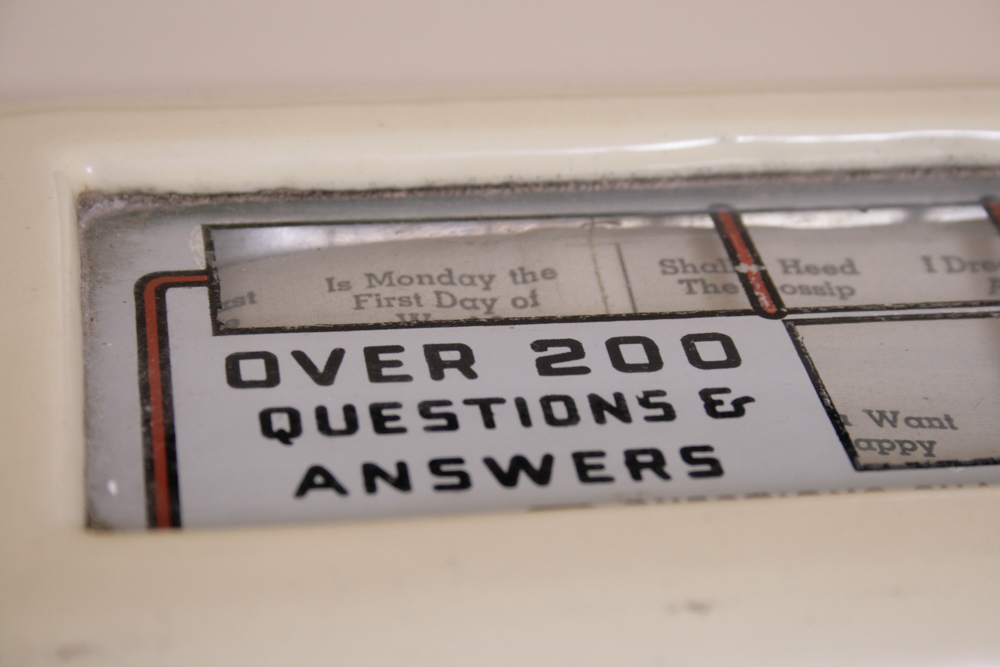 Is Monday the
First Day of
Shall Heed
The ossip
I
OVER 200
QUESTIONS &
ANSWERS
Want
appy